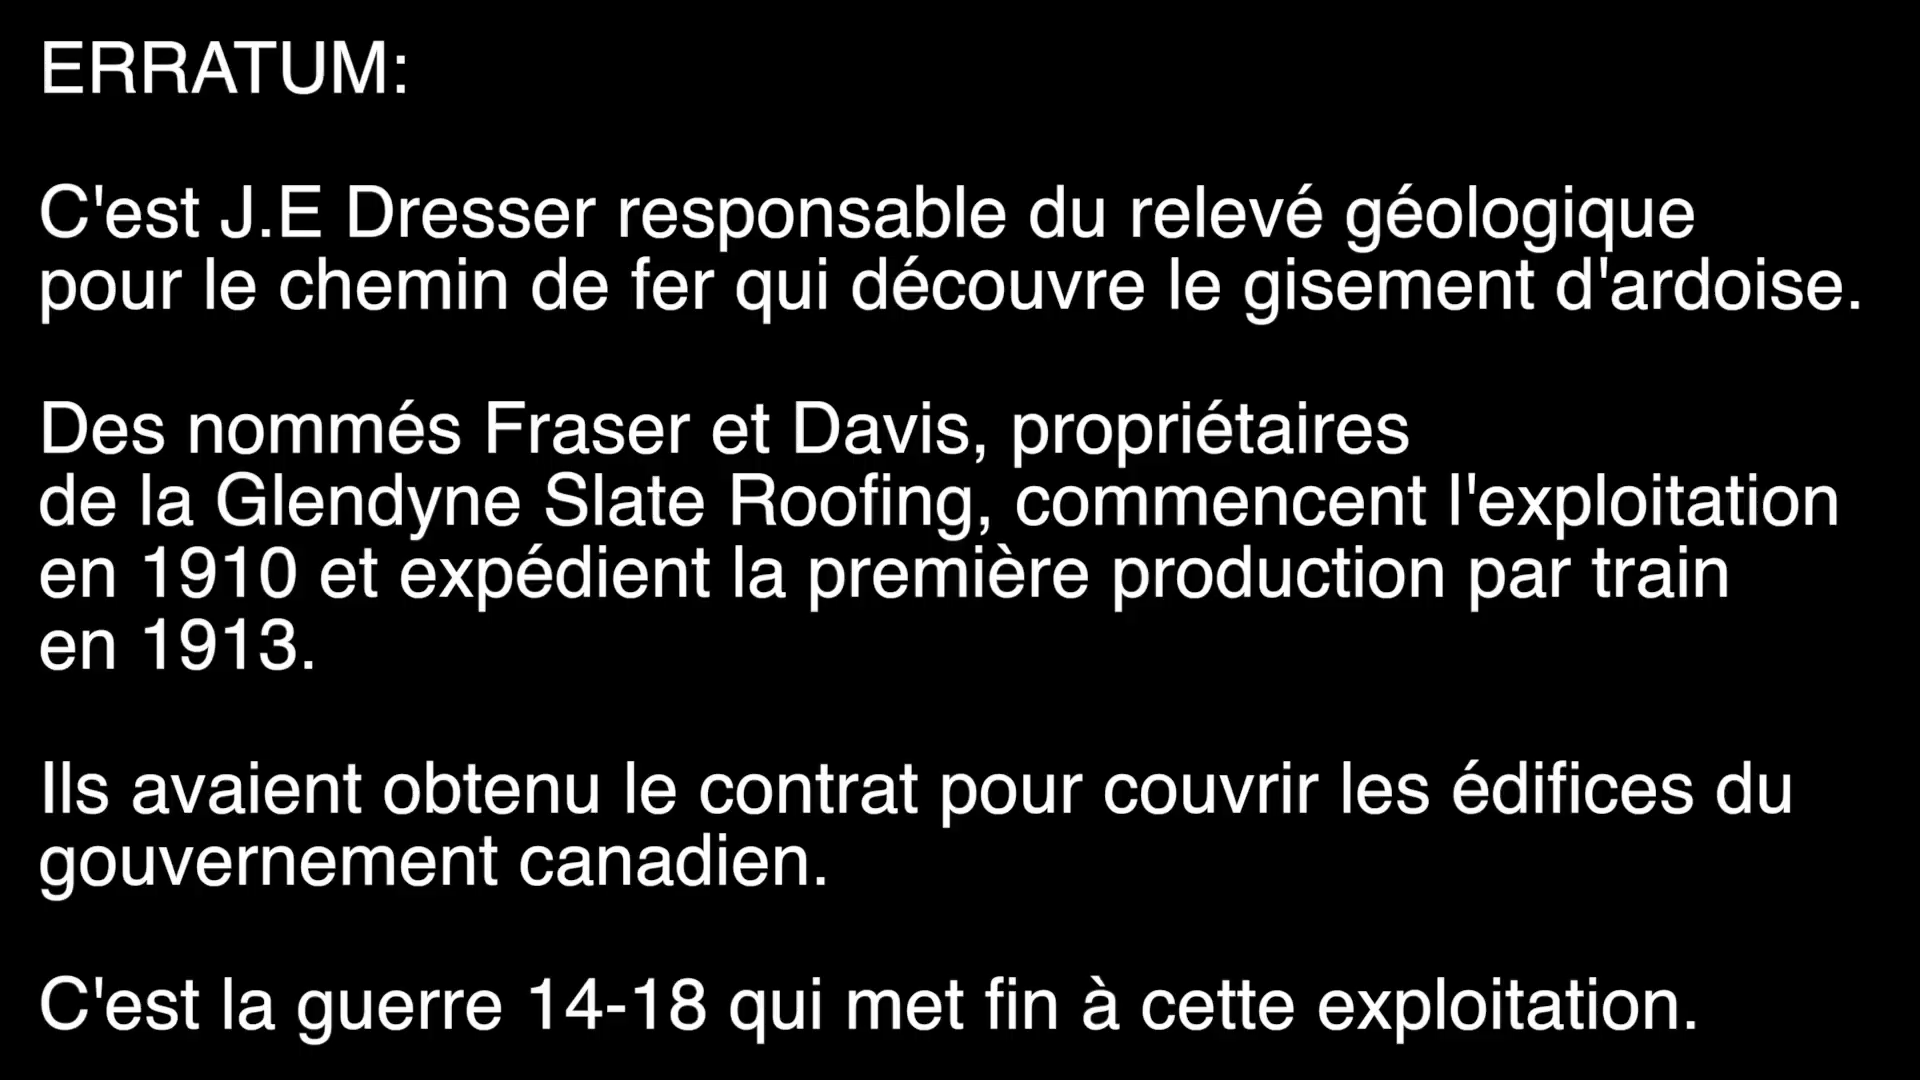 ERRATUM:
C'est J.E Dresser responsable du relevé géologique
pour le chemin de fer qui découvre le gisement d'ardoise.
Des nommés Fraser et Davis, propriétaires
de la Glendyne Slate Roofing, commencent l'exploitation
en 1910 et expédient la première production par train
en 1913.
Ils avaient obtenu le contrat pour couvrir les édifices du
gouvernement canadien.
C'est la guerre 14-18 qui met fin à cette exploitation.